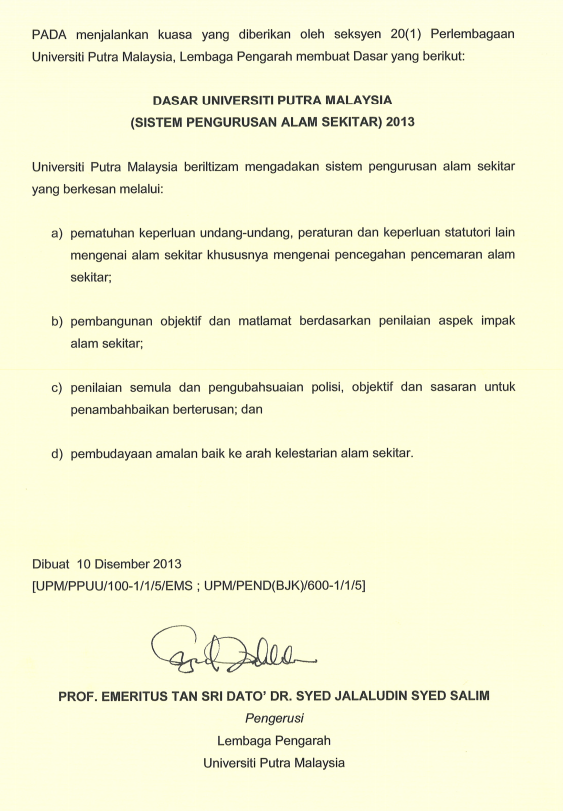 PADA menjalankan kuasa yang diberikan oleh seksyen 20(1) Perlembagaan
Universiti Putra Malaysia, Lembaga Pengarah membuat Dasar yang berikut:
DASAR UNIVERSITI PUTRA MALAYSIA
(SISTEM PENGURUSAN ALAM SEKITAR) 2013
Universiti Putra Malaysia beriltizam mengadakan sistem pengurusan alam sekitar
yang berkesan melalui:
a) pematuhan keperluan undang-undang, peraturan dan keperluan statutori lain
mengenai alam sekitar khususnya mengenai pencegahan pencemaran alam
sekitar;
b) pembangunan objektif dan matlamat berdasarkan penilaian aspek impak
alam sekitar;
c) penilaian semula dan pengubahsuaian polisi, objektif dan sasaran untuk
penambahbaikan berterusan; dan
d) pembudayaan amalan baik ke arah kelestarian alam sekitar.
Dibuat 10 Disember 2013
[UPM/PPUU/100-1/1/5/EMS ; UPM/PEND(BJK)/600-1/1/5]
PROF. EMERITUS TAN SRI DATO' DR. SYED JALALUDIN SYED SALIM
Pengerusi
Lembaga Pengarah
Universiti Putra Malaysia